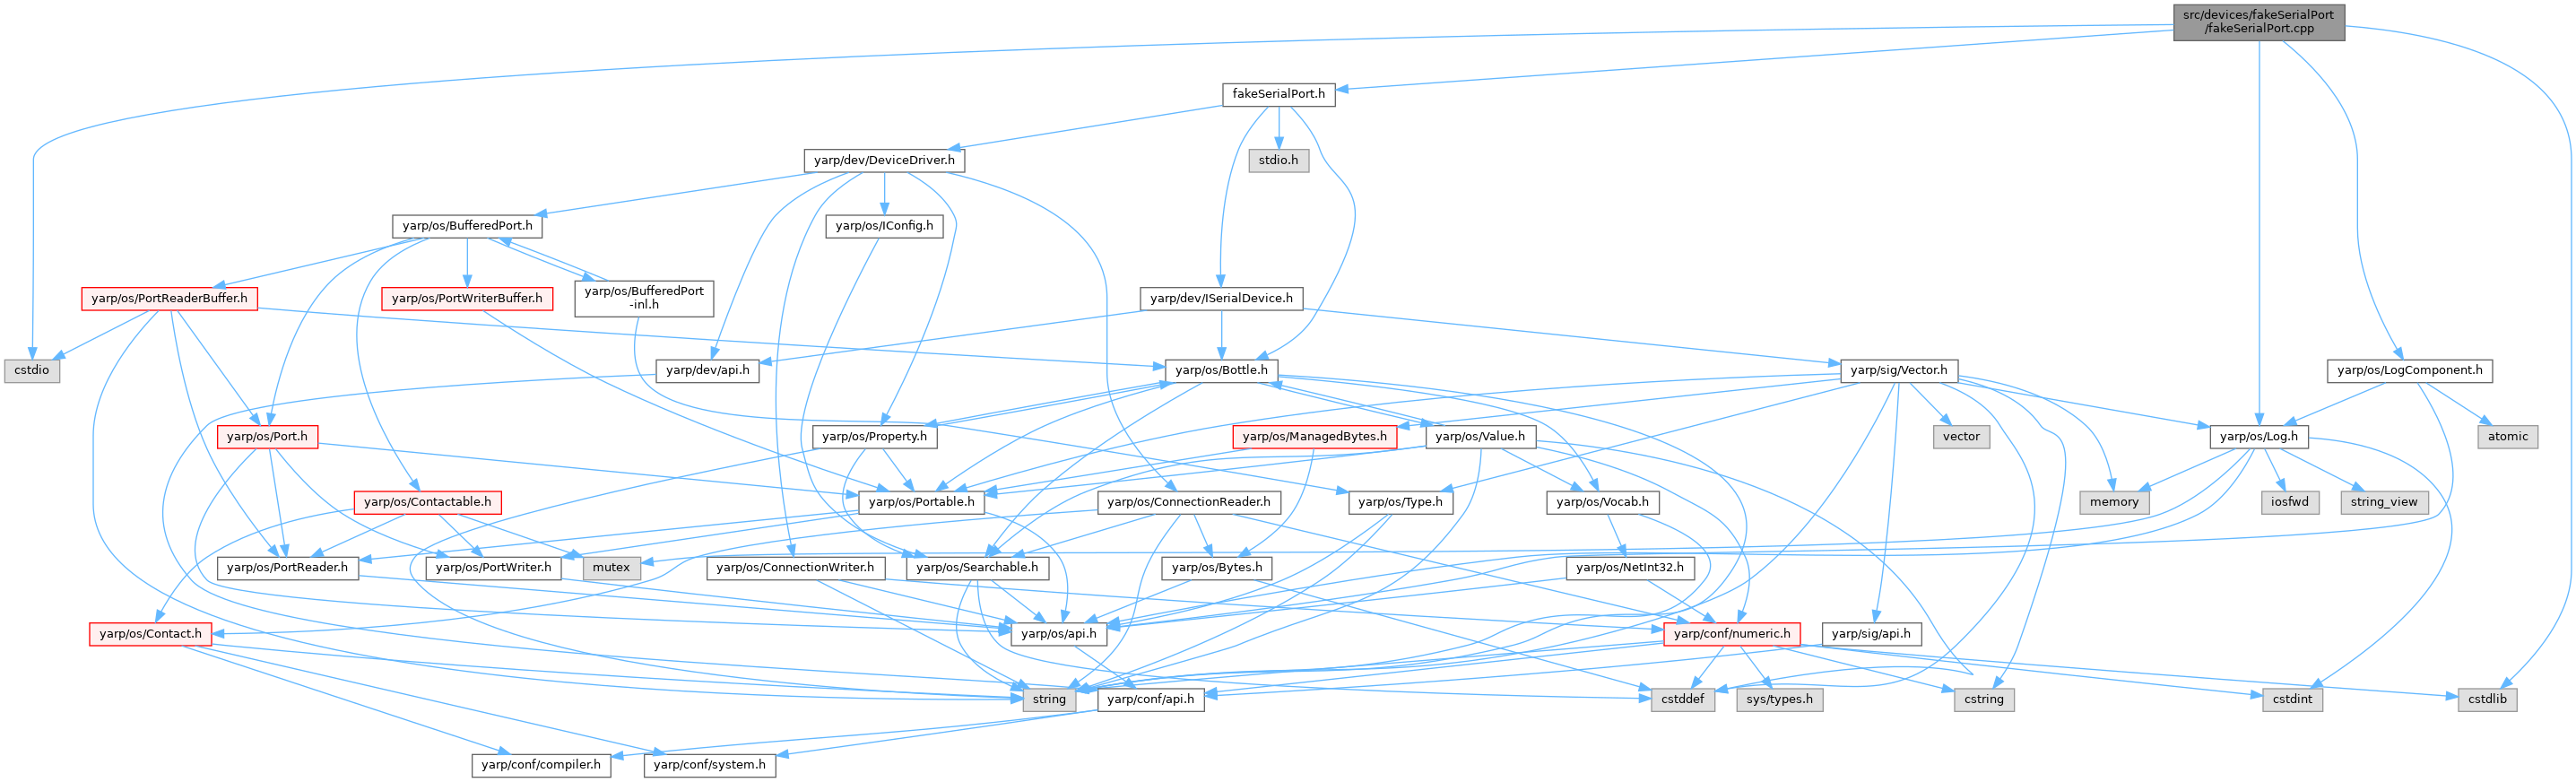 src/devices/fakeSerialPort
/fakeSerialPort.cpp
fakeSerialPort.h
yarp/dev/DeviceDriver.h
stdio.h
yarp/os/BufferedPort.h
yarp/os/IConfig.h
yarp/os/PortReaderBuffer.h
yarp/os/PortWriterBuffer.h
yarp/os/BufferedPort
-inl.h
yarp/dev/ISerialDevice.h
cstdio
yarp/dev/api.h
yarp/os/Bottle.h
yarp/sig/Vector.h
yarp/os/LogComponent.h
yarp/os/Port.h
yarp/os/Property.h
yarp/os/ManagedBytes.h
yarp/os/Value.h
vector
yarp/os/Log.h
atomic
yarp/os/Contactable.h
yarp/os/Portable.h
yarp/os/ConnectionReader.h
yarp/os/Type.h
yarp/os/Vocab.h
memory
iosfwd
string_view
yarp/os/PortReader.h
yarp/os/PortWriter.h
mutex
yarp/os/ConnectionWriter.h
yarp/os/Searchable.h
yarp/os/Bytes.h
yarp/os/NetInt32.h
yarp/os/Contact.h
yarp/os/api.h
yarp/conf/numeric.h
yarp/sig/api.h
string
yarp/conf/api.h
cstddef
sys/types.h
cstring
cstdint
cstdlib
yarp/conf/compiler.h
yarp/conf/system.h